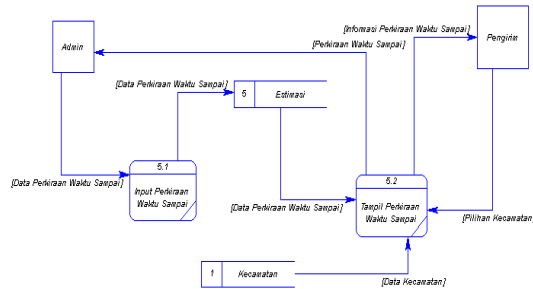 [Informasi Perkiraan Waktu Sampai]
Admin
[Perkiraan Waktu Sampai]
Pengirim
[Data Perkiraan Waktu Sampai]
5
Estimasi
5.1
5.2
[Data Perkiraan Waktu Sampai]
Input Perkiraan
Waktu Sampai
Tampil Perkiraan
Waktu Sampai
[Data Perkiraan Waktu Sampai]
[Pilihan Kecamatan]
1
Kecamatan
[Data Kecamatan]